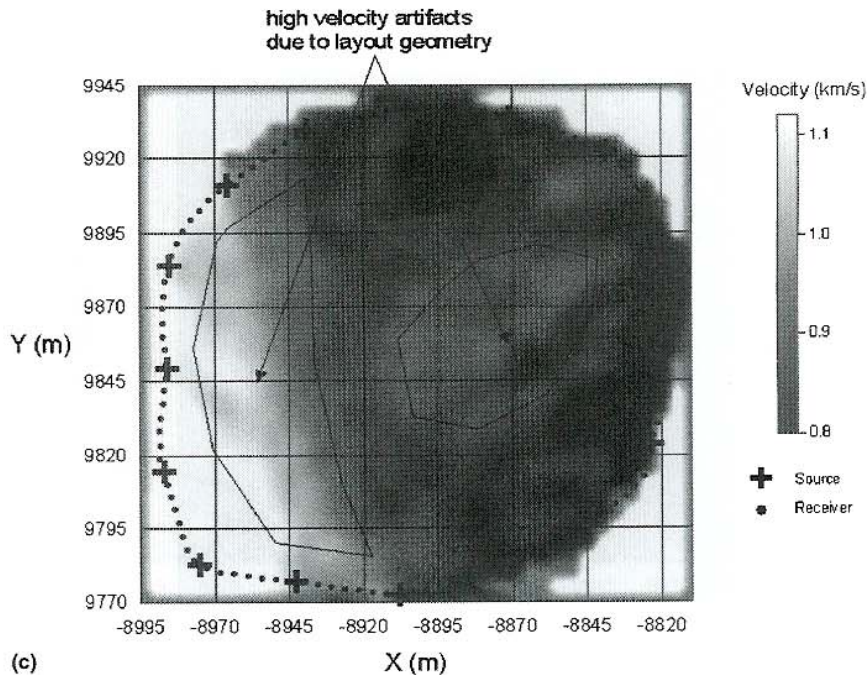 high velocity artifacts
due to layout geometry
9945
9920
9895
9870
Y (m)
9845
9820
9795
9770
-8995 -8970 -8945 -8920 -8895 -8870 -8845 -8820
X (m)
(c)
Velocity (km/s)
1.1
1.0
0.9
0.8
Source
Receiver